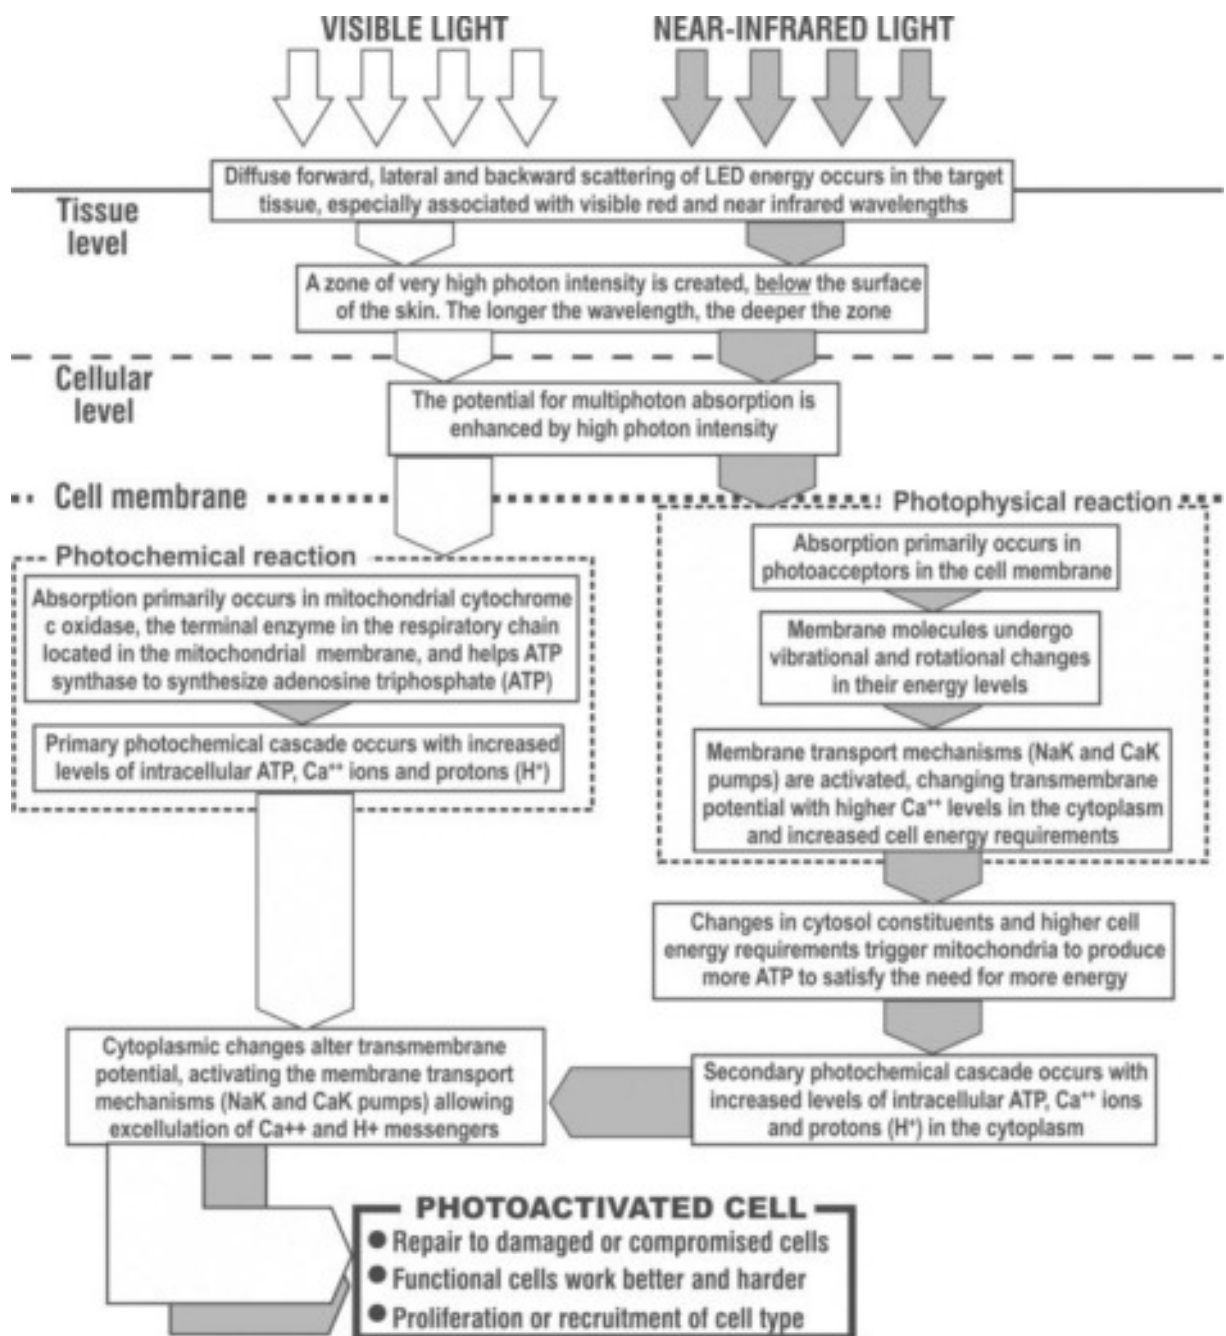 VISIBLE LIGHT
NEAR-INFRARED LIGHT
Diffuse forward, lateral and backward scattering of LED energy occurs in the target
tissue, especially associated with visible red and near infrared wavelengths
Tissue
level
A zone of very high photon intensity is created, below the surface
of the skin. The longer the wavelength, the deeper the zone
Cellular
level
The potential for multiphoton absorption is
enhanced by high photon intensity
Cell membrane
Photochemical reaction
Absorption primarily occurs in mitochondrial cytochrome
c oxidase, the terminal enzyme in the respiratory chain
located in the mitochondrial membrane, and helps ATP
synthase to synthesize adenosine triphosphate (ATP)
Primary photochemical cascade occurs with increased
levels of intracellular ATP, Ca⁺⁺ ions and protons (H⁺)
Photophysical reaction
Absorption primarily occurs in
photoacceptors in the cell membrane
Membrane molecules undergo
vibrational and rotational changes
in their energy levels
Membrane transport mechanisms (NaK and CaK
pumps) are activated, changing transmembrane
potential with higher Ca⁺⁺ levels in the cytoplasm
and increased cell energy requirements
Changes in cytosol constituents and higher cell
energy requirements trigger mitochondria to produce
more ATP to satisfy the need for more energy
Secondary photochemical cascade occurs with
increased levels of intracellular ATP, Ca⁺⁺ ions
and protons (H⁺) in the cytoplasm
Cytoplasmic changes alter transmembrane
potential, activating the membrane transport
mechanisms (NaK and CaK pumps) allowing
excellulation of Ca++ and H+ messengers
PHOTOACTIVATED CELL
● Repair to damaged or compromised cells
● Functional cells work better and harder
● Proliferation or recruitment of cell type